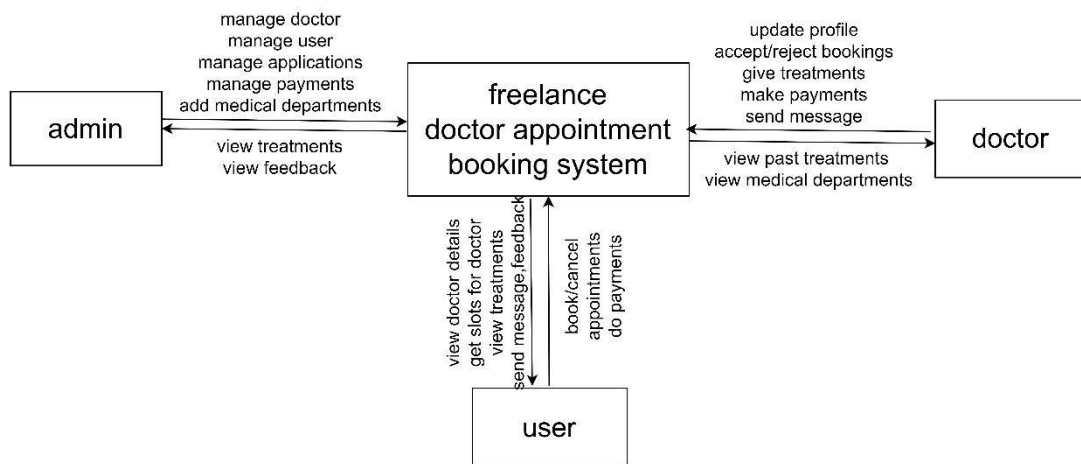 manage doctor
manage user
manage applications
manage payments
add medical departments
admin
view treatments
view feedback
freelance
doctor appointment
booking system
update profile
accept/reject bookings
give treatments
make payments
send message
doctor
view past treatments
view medical departments
view doctor details
get slots for doctor
view treatments
send message,feedback
book/cancel
appointments
do payments
user